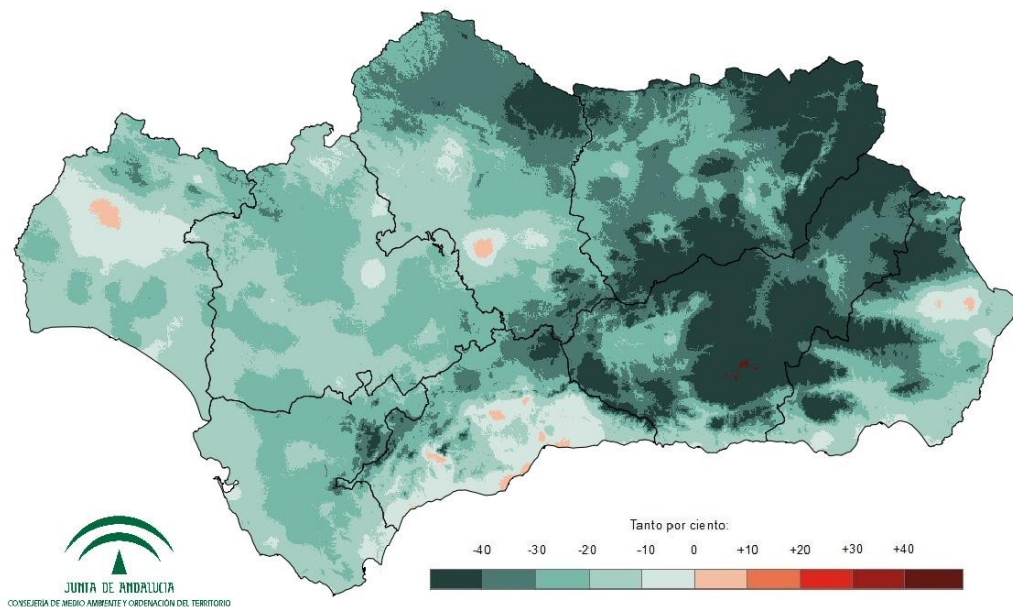 Tanto por ciento:
-40 -30 -20 -10 0 +10 +20 +30 +40
JUNTA DE ANDALUCIA
CONSEJERÍA DE MEDIO AMBIENTE Y ORDENACIÓN DEL TERRITORIO